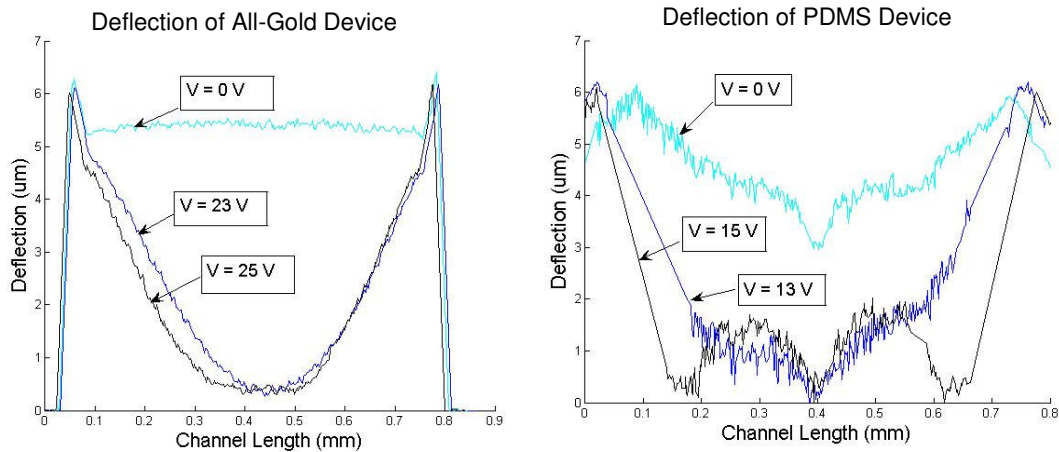 Deflection of All-Gold Device
7
6
5
4
3
2
1
0
Deflection (um)
V = 0 V
V = 23 V
V = 25 V
0 0.1 0.2 0.3 0.4 0.5 0.6 0.7 0.8 0.9
Channel Length (mm)
Deflection of PDMS Device
7
6
5
4
3
2
1
0
Deflection (um)
V = 0 V
V = 15 V
V = 13 V
0 0.1 0.2 0.3 0.4 0.5 0.6 0.7 0.8
Channel Length (mm)